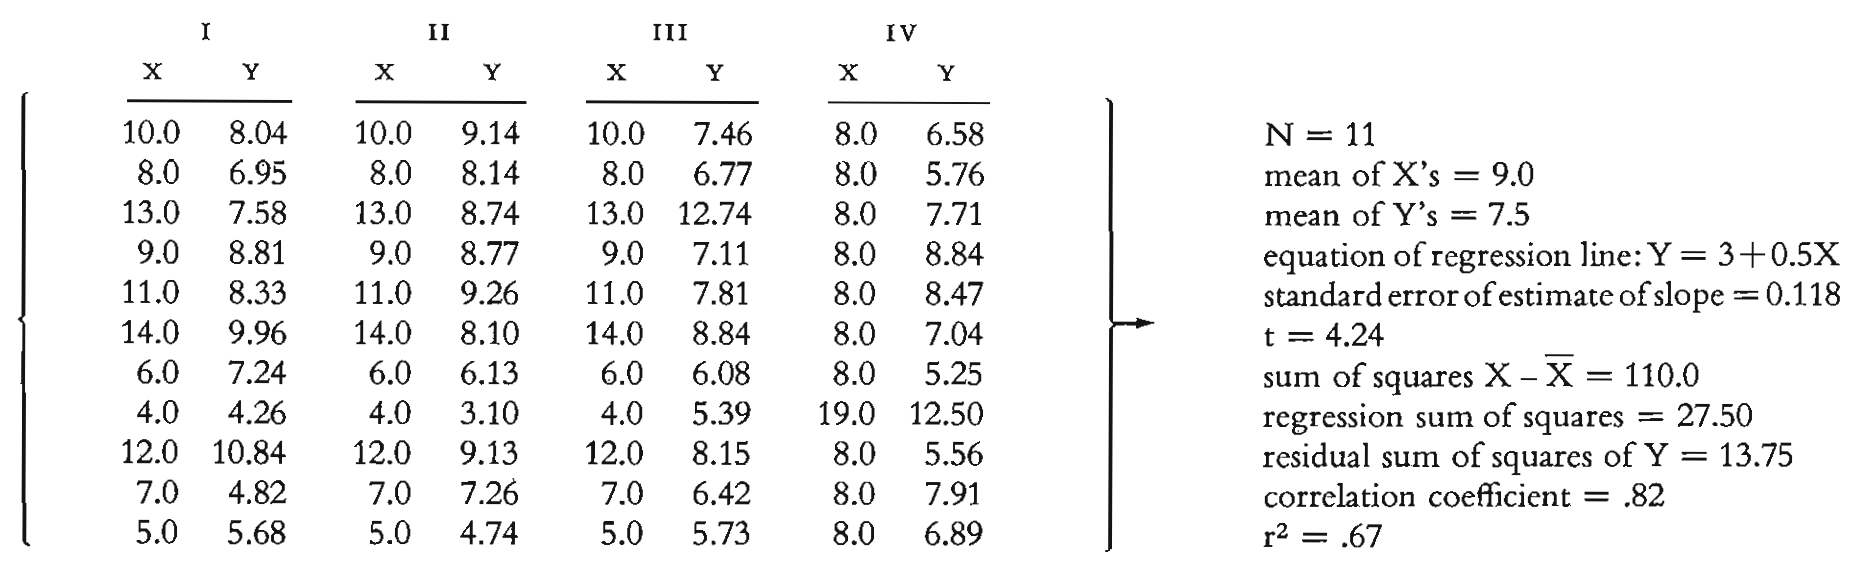 I II III IV
X Y X Y X Y X Y
10.0 8.04 10.0 9.14 10.0 7.46 8.0 6.58
8.0 6.95 8.0 8.14 8.0 6.77 8.0 5.76
13.0 7.58 13.0 8.74 13.0 12.74 8.0 7.71
9.0 8.81 9.0 8.77 9.0 7.11 8.0 8.84
11.0 8.33 11.0 9.26 11.0 7.81 8.0 8.47
14.0 9.96 14.0 8.10 14.0 8.84 8.0 7.04
6.0 7.24 6.0 6.13 6.0 6.08 8.0 5.25
4.0 4.26 4.0 3.10 4.0 5.39 19.0 12.50
12.0 10.84 12.0 9.13 12.0 8.15 8.0 5.56
7.0 4.82 7.0 7.26 7.0 6.42 8.0 7.91
5.0 5.68 5.0 4.74 5.0 5.73 8.0 6.89
N = 11
mean of X's = 9.0
mean of Y's = 7.5
equation of regression line: Y = 3+0.5X
standard error of estimate of slope = 0.118
t = 4.24
sum of squares X – X̅ = 110.0
regression sum of squares = 27.50
residual sum of squares of Y = 13.75
correlation coefficient = .82
r² = .67